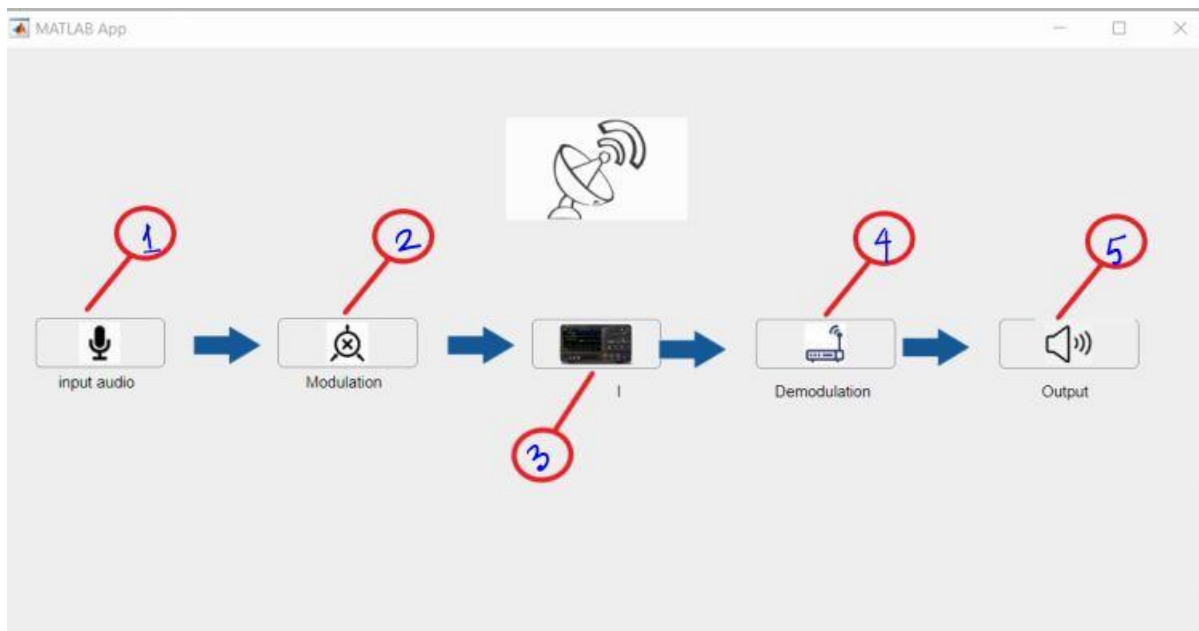 MATLAB App
1
2
4
5
input audio
Modulation
I
Demodulation
Output
3